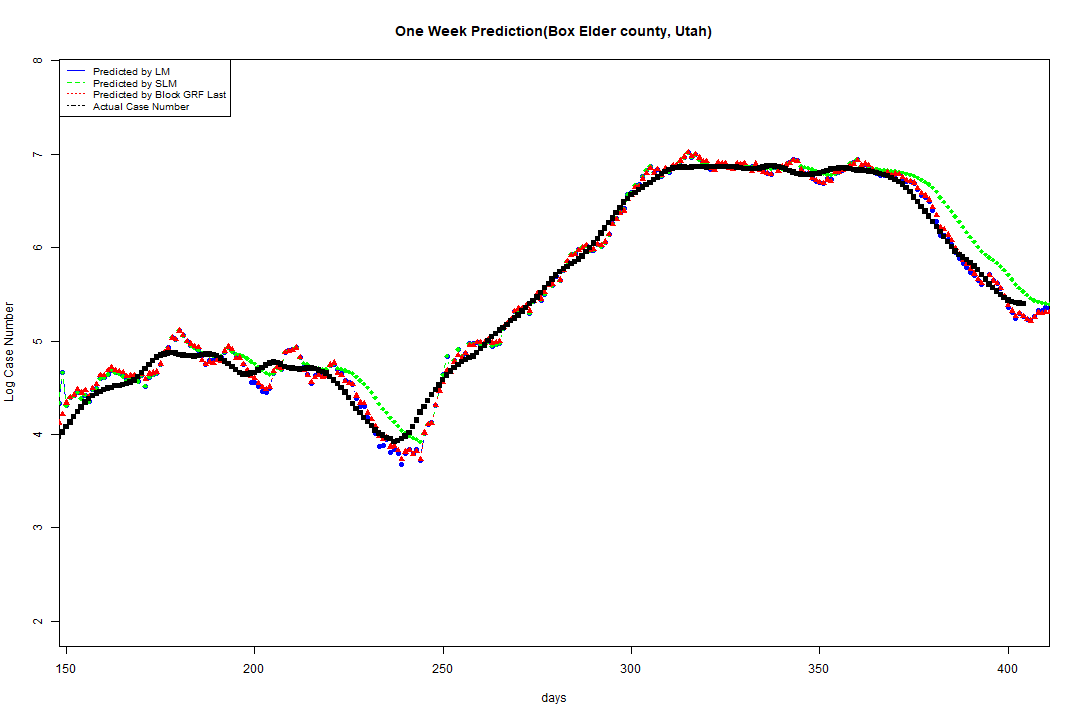 One Week Prediction(Box Elder county, Utah)
Predicted by LM
Predicted by SLM
Predicted by Block GRF Last
Actual Case Number
8
7
6
5
4
3
2
Log Case Number
150 200 250 300 350 400
days